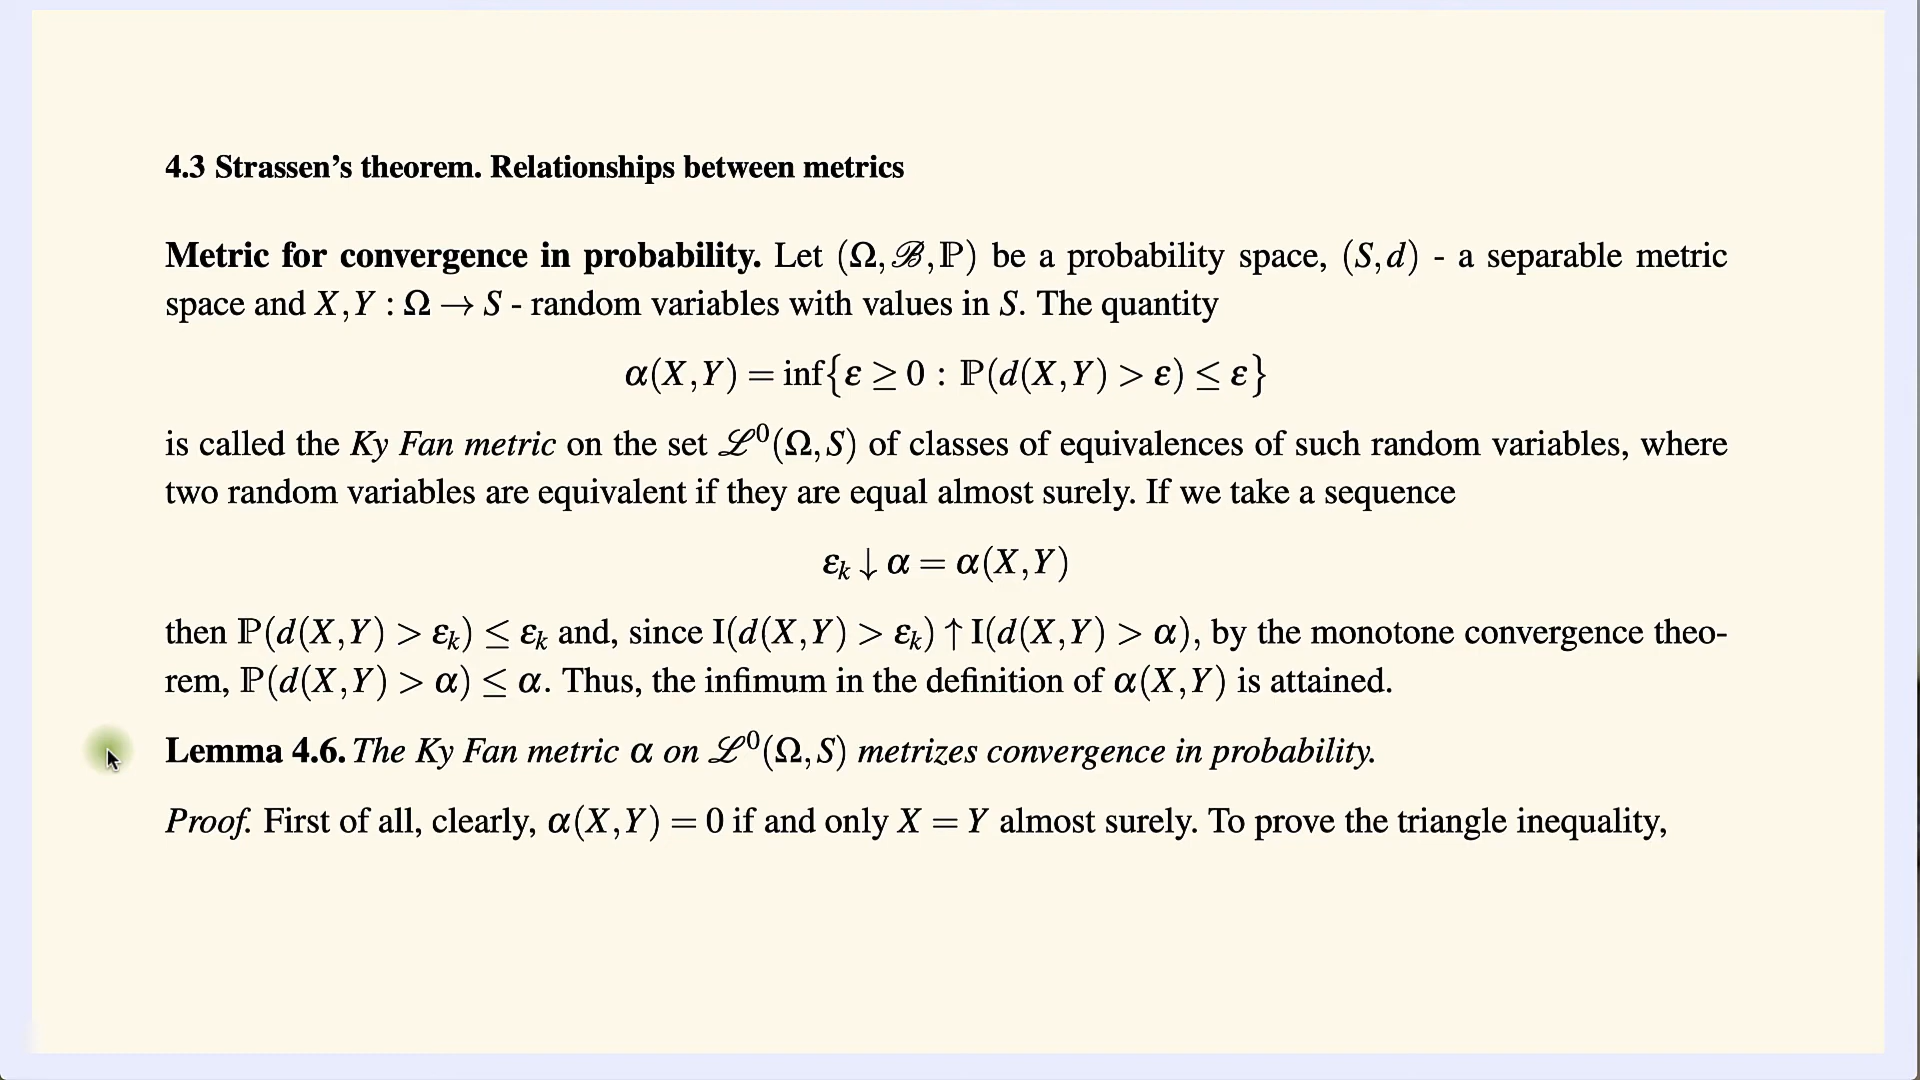 4.3 Strassen’s theorem. Relationships between metrics
Metric for convergence in probability. Let (Ω, ℬ, ℙ) be a probability space, (S, d) - a separable metric
space and X, Y : Ω → S - random variables with values in S. The quantity
α(X, Y) = inf{ε ≥ 0 : ℙ(d(X, Y) > ε) ≤ ε}
is called the Ky Fan metric on the set ℒ⁰(Ω, S) of classes of equivalences of such random variables, where
two random variables are equivalent if they are equal almost surely. If we take a sequence
εₖ ↓ α = α(X, Y)
then ℙ(d(X, Y) > εₖ) ≤ εₖ and, since I(d(X, Y) > εₖ) ↑ I(d(X, Y) > α), by the monotone convergence theo-
rem, ℙ(d(X, Y) > α) ≤ α. Thus, the infimum in the definition of α(X, Y) is attained.
Lemma 4.6. The Ky Fan metric α on ℒ⁰(Ω, S) metrizes convergence in probability.
Proof. First of all, clearly, α(X, Y) = 0 if and only X = Y almost surely. To prove the triangle inequality,